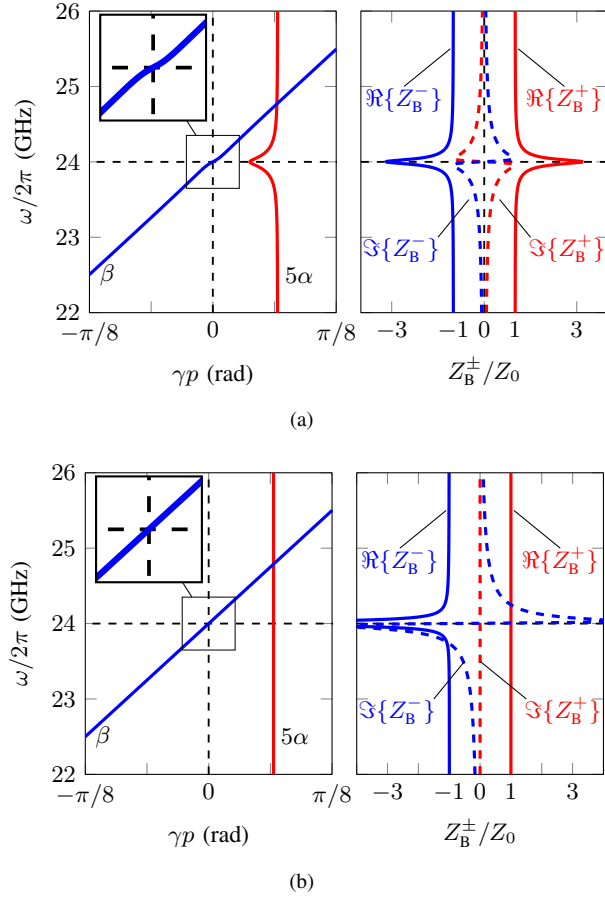 26
25
24
23
22
ω/2π (GHz)
β
5α
−π/8
0
π/8
γp (rad)
ℜ{Z_B^−}
ℜ{Z_B^+}
ℑ{Z_B^−}
ℑ{Z_B^+}
−3
−1
0
1
3
Z_B^±/Z_0
(a)
26
25
24
23
22
ω/2π (GHz)
β
5α
−π/8
0
π/8
γp (rad)
ℜ{Z_B^−}
ℜ{Z_B^+}
ℑ{Z_B^−}
ℑ{Z_B^+}
−3
−1
0
1
3
Z_B^±/Z_0
(b)